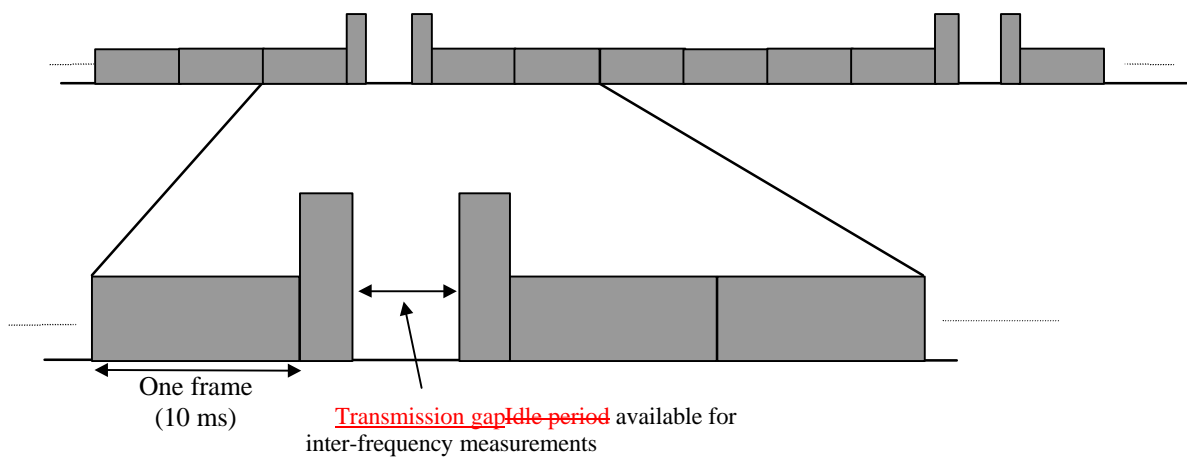 One frame
(10 ms)
Transmission gapIdle period available for
inter-frequency measurements